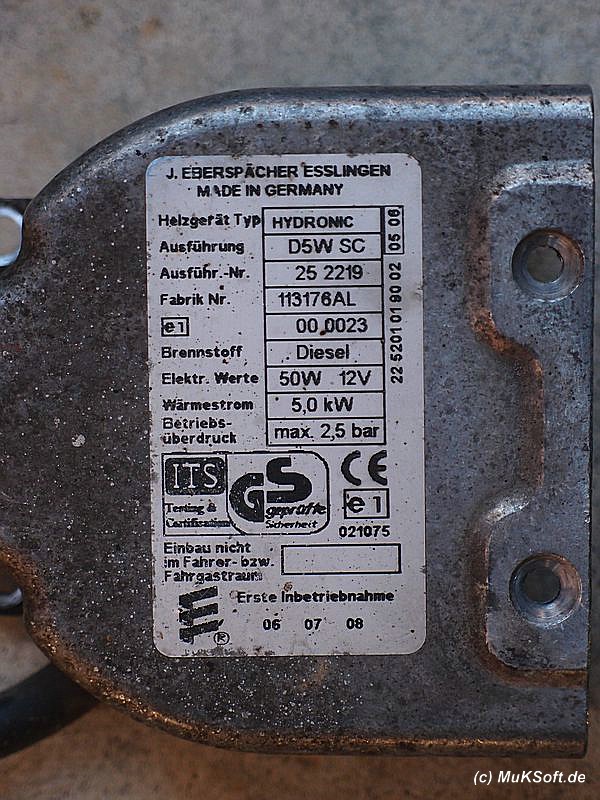 J. EBERSPÄCHER ESSLINGEN
MADE IN GERMANY
Heizgerät Typ HYDRONIC
Ausführung D5W SC
Ausführ.-Nr. 25 2219
Fabrik Nr. 113176AL
e1 00.0023
Brennstoff Diesel
Elektr. Werte 50W 12V
Wärmestrom 5,0 kW
Betriebs-
überdruck max. 2,5 bar
22 5201 01 90 02 05 06
ITS
Testing &
Certification
GS
geprüfte
Sicherheit
CE
e1
021075
Einbau nicht
im Fahrer- bzw.
Fahrgastraum
Erste Inbetriebnahme
®
06 07 08
(c) MuKSoft.de